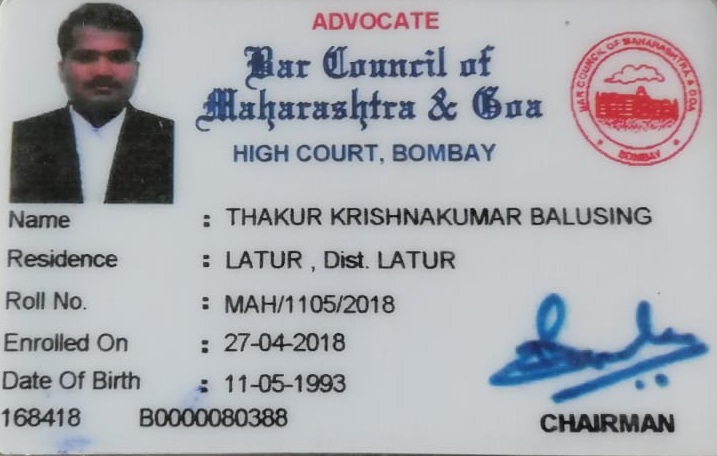 ADVOCATE
Bar Council of
Maharashtra & Goa
HIGH COURT, BOMBAY
BAR COUNCIL OF MAHARASHTRA & GOA
BOMBAY
Name : THAKUR KRISHNAKUMAR BALUSING
Residence : LATUR , Dist. LATUR
Roll No. : MAH/1105/2018
Enrolled On : 27-04-2018
Date Of Birth : 11-05-1993
168418 B0000080388
CHAIRMAN